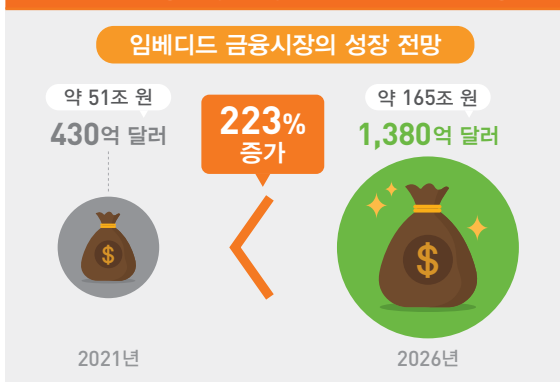 임베디드 금융시장의 성장 전망
약 51조 원
430억 달러
223%
증가
약 165조 원
1,380억 달러
$
$
2021년
2026년